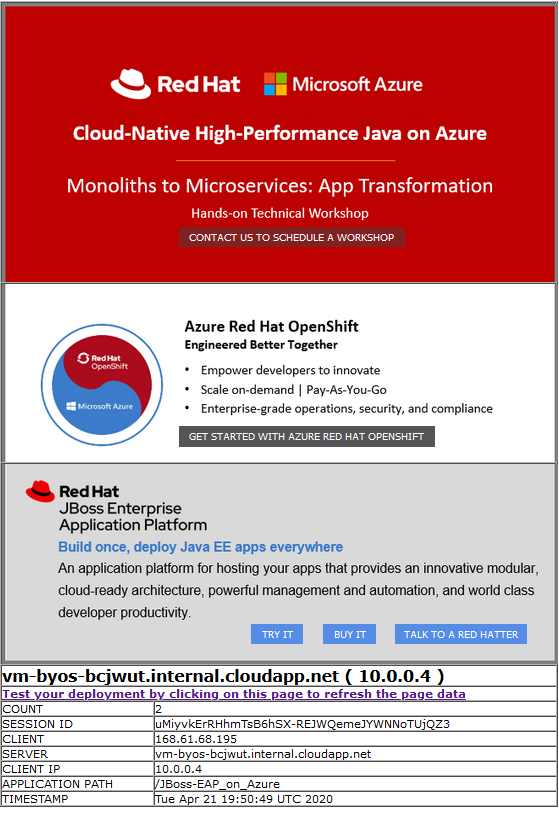 Red Hat Microsoft Azure
Cloud-Native High-Performance Java on Azure
Monoliths to Microservices: App Transformation
Hands-on Technical Workshop
CONTACT US TO SCHEDULE A WORKSHOP
Red Hat
OpenShift
Microsoft Azure
Azure Red Hat OpenShift
Engineered Better Together
• Empower developers to innovate
• Scale on-demand | Pay-As-You-Go
• Enterprise-grade operations, security, and compliance
GET STARTED WITH AZURE RED HAT OPENSHIFT
Red Hat
JBoss Enterprise
Application Platform
Build once, deploy Java EE apps everywhere
An application platform for hosting your apps that provides an innovative modular,
cloud-ready architecture, powerful management and automation, and world class
developer productivity.
TRY IT BUY IT TALK TO A RED HATTER
vm-byos-bcjwut.internal.cloudapp.net ( 10.0.0.4 )
Test your deployment by clicking on this page to refresh the page data
COUNT 2
SESSION ID uMiyvkErRHhmTsB6hSX-REJWQemeJYWNNoTUjQZ3
CLIENT 168.61.68.195
SERVER vm-byos-bcjwut.internal.cloudapp.net
CLIENT IP 10.0.0.4
APPLICATION PATH /JBoss-EAP_on_Azure
TIMESTAMP Tue Apr 21 19:50:49 UTC 2020